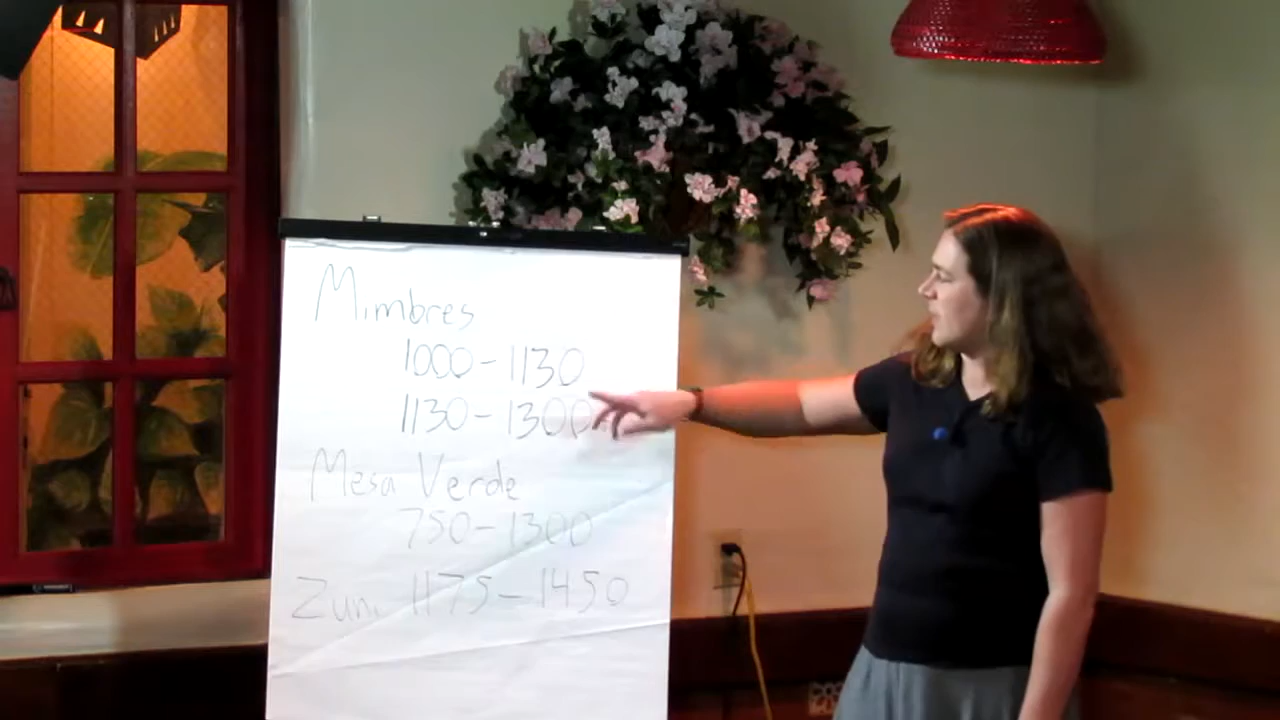 Mimbres
1000-1130
1130-1300
Mesa Verde
750-1300
Zuni 1175-1450